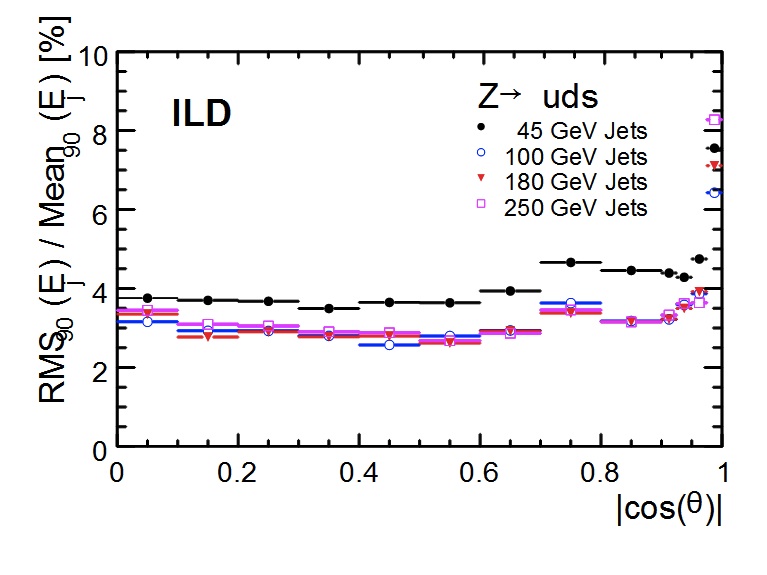 RMS90 (Ej) / Mean90 (Ej) [%]
10
8
6
4
2
0
ILD
Z→ uds
45 GeV Jets
100 GeV Jets
180 GeV Jets
250 GeV Jets
0 0.2 0.4 0.6 0.8 1
|cos(θ)|